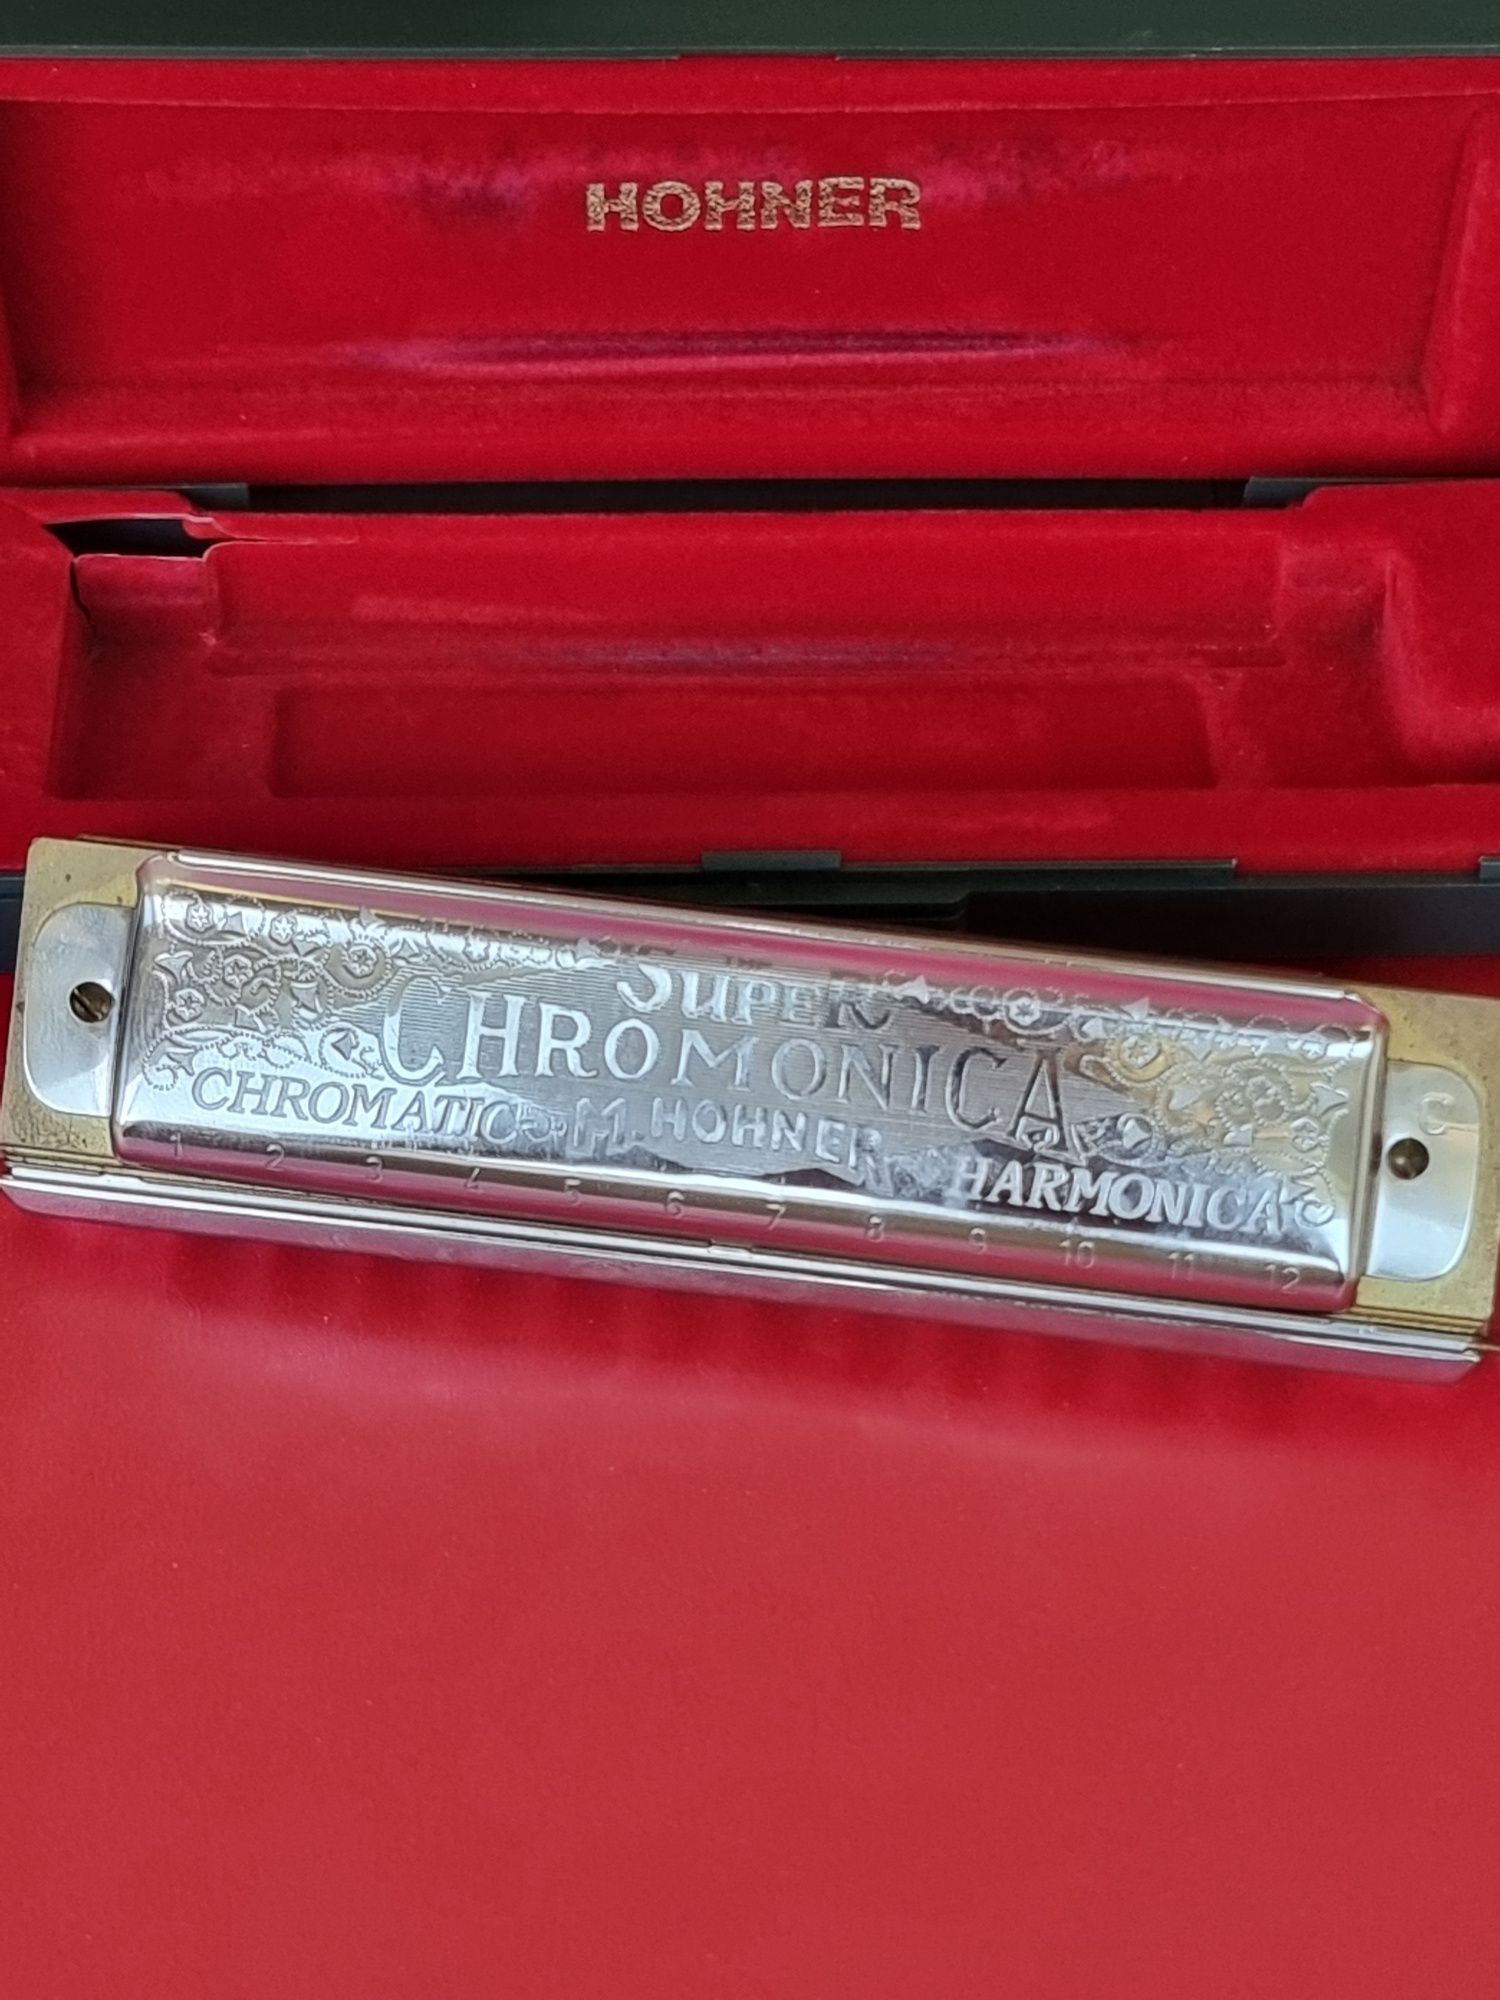 HOHNER
SUPER
CHROMONICA
CHROMATIC M. HOHNER HARMONICA
C
1 2 3 4 5 6 7 8 9 10 11 12